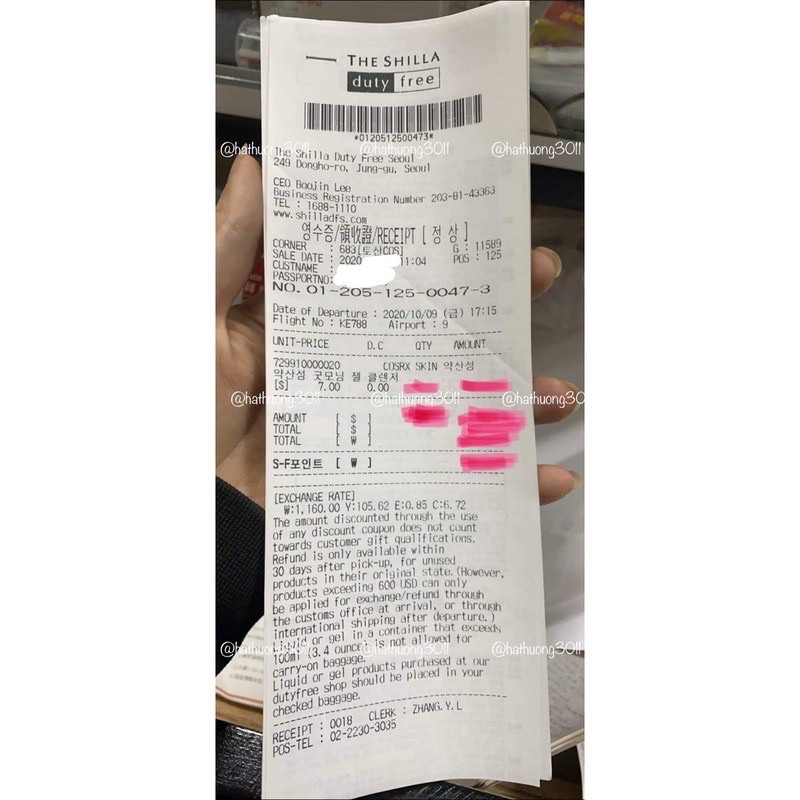 THE SHILLA
duty free
*0120512500473*
@hathuong3011 @hathuong3011 @hathuong3011
The Shilla Duty Free Seoul
249 Dongho-ro, Jung-gu, Seoul
CEO Boojin Lee
Business Registration Number 203-81-43363
TEL : 1688-1110
www.shilladfs.com
영수증/領收證/RECEIPT [ 정 상 ]
CORNER : 683[토산COS] G : 11589
SALE DATE : 2020 11:04 POS : 125
CUSTNAME :
PASSPORTNO:
NO. 01-205-125-0047-3
Date of Departure : 2020/10/09 (금) 17:15
Flight No : KE788 Airport : 9
UNIT-PRICE D.C QTY AMOUNT
729910000020 COSRX SKIN 약산성
약산성 굿모닝 젤 클렌저
[$] 7.00 0.00
@hathuong3011 @hathuong3011 @hathuong3011
AMOUNT [ $ ]
TOTAL [ $ ]
TOTAL [ ₩ ]
S-F포인트 [ ₩ ]
[EXCHANGE RATE]
W:1,160.00 Y:105.62 E:0.85 C:6.72
The amount discounted through the use
of any discount coupon does not count
towards customer gift qualifications.
Refund is only available within
30 days after pick-up, for unused
products in their original state.(However,
products exceeding 600 USD can only
be applied for exchange/refund through
the customs office at arrival, or through
international shipping after departure.)
liquid or gel in a container that exceeds
100ml (3.4 ounce) is not allowed for
@hathuong3011 @hathuong3011 @hathuong3011
carry-on baggage.
Liquid or gel products purchased at our
dutyfree shop should be placed in your
checked baggage.
RECEIPT : 0018 CLERK : ZHANG.Y.L
POS-TEL : 02-2230-3035